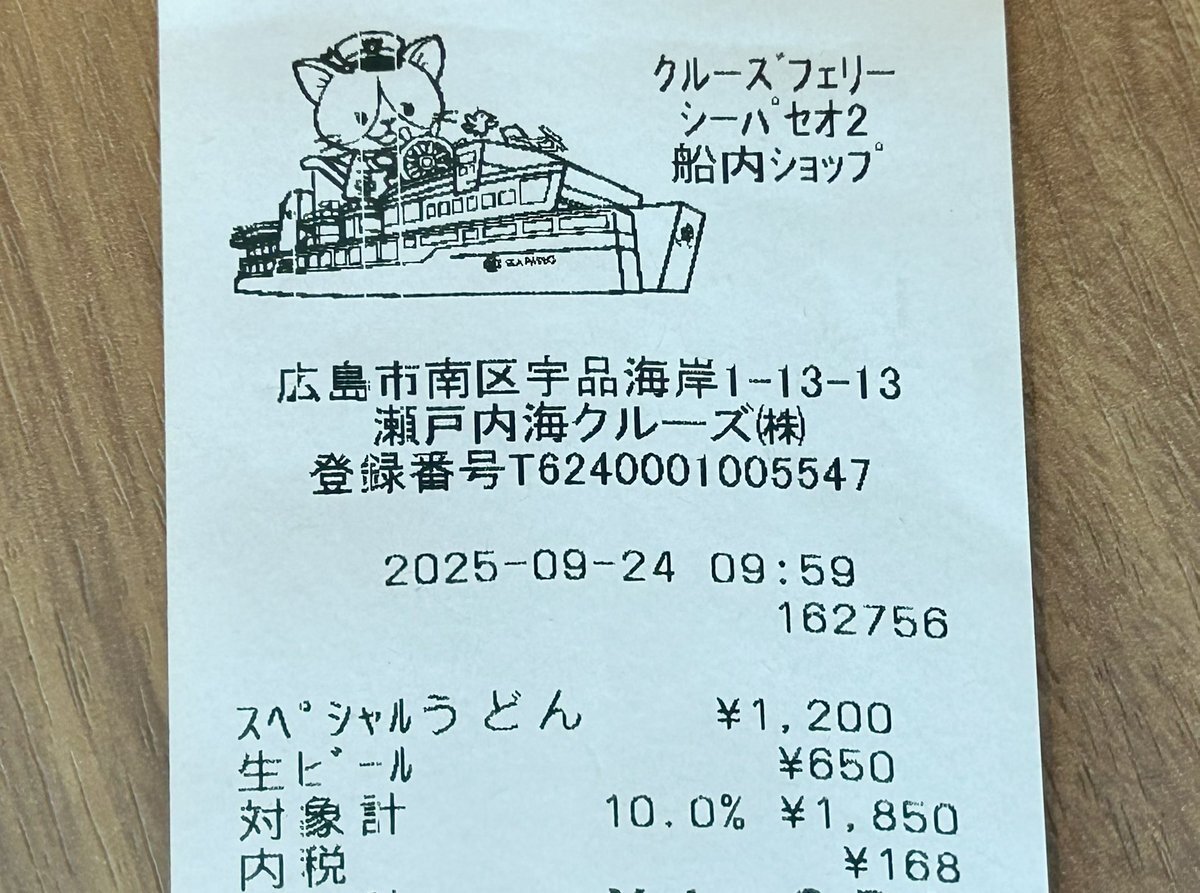 クルーズフェリー
シーパセオ2
船内ショップ
SEA PASEO
広島市南区宇品海岸1-13-13
瀬戸内海クルーズ㈱
登録番号T6240001005547
2025-09-24 09:59
162756
スペシャルうどん ¥1,200
生ビール ¥650
対象計 10.0% ¥1,850
内税 ¥168